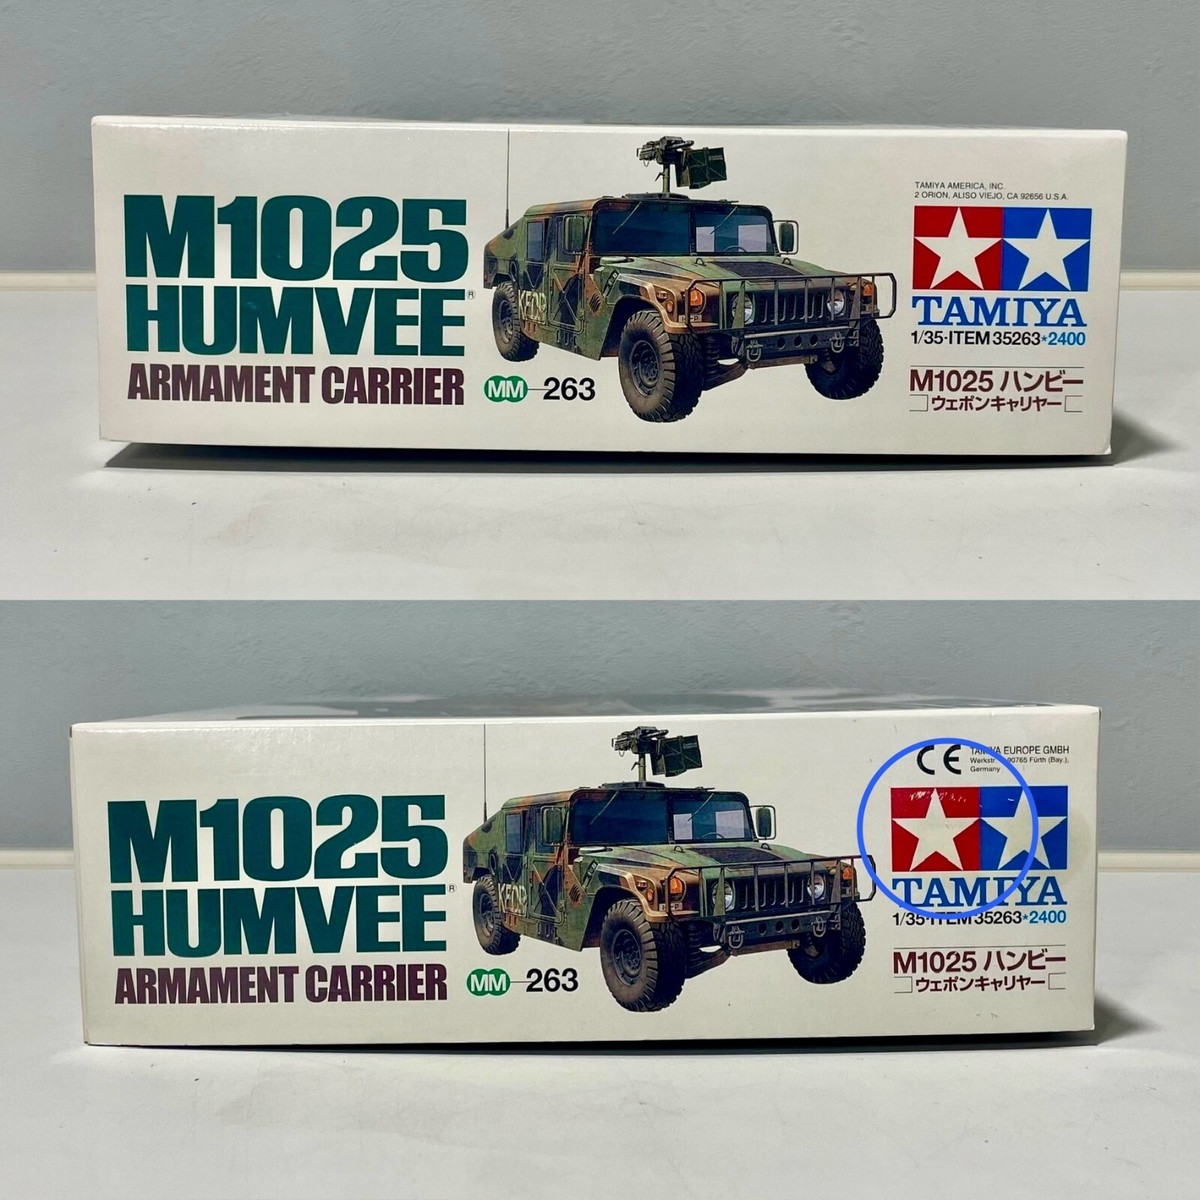 M1025
HUMVEE®
ARMAMENT CARRIER
MM 263
KFOR
TAMIYA AMERICA, INC.
2 ORION, ALISO VIEJO, CA 92656 U.S.A.
TAMIYA
1/35·ITEM 35263★2400
M1025 ハンビー
ウェポンキャリヤー
M1025
HUMVEE®
ARMAMENT CARRIER
MM 263
KFOR
CE
TAMIYA EUROPE GMBH
90765 Fürth (Bay.),
Germany
TAMIYA
1/35·ITEM 35263★2400
M1025 ハンビー
ウェポンキャリヤー